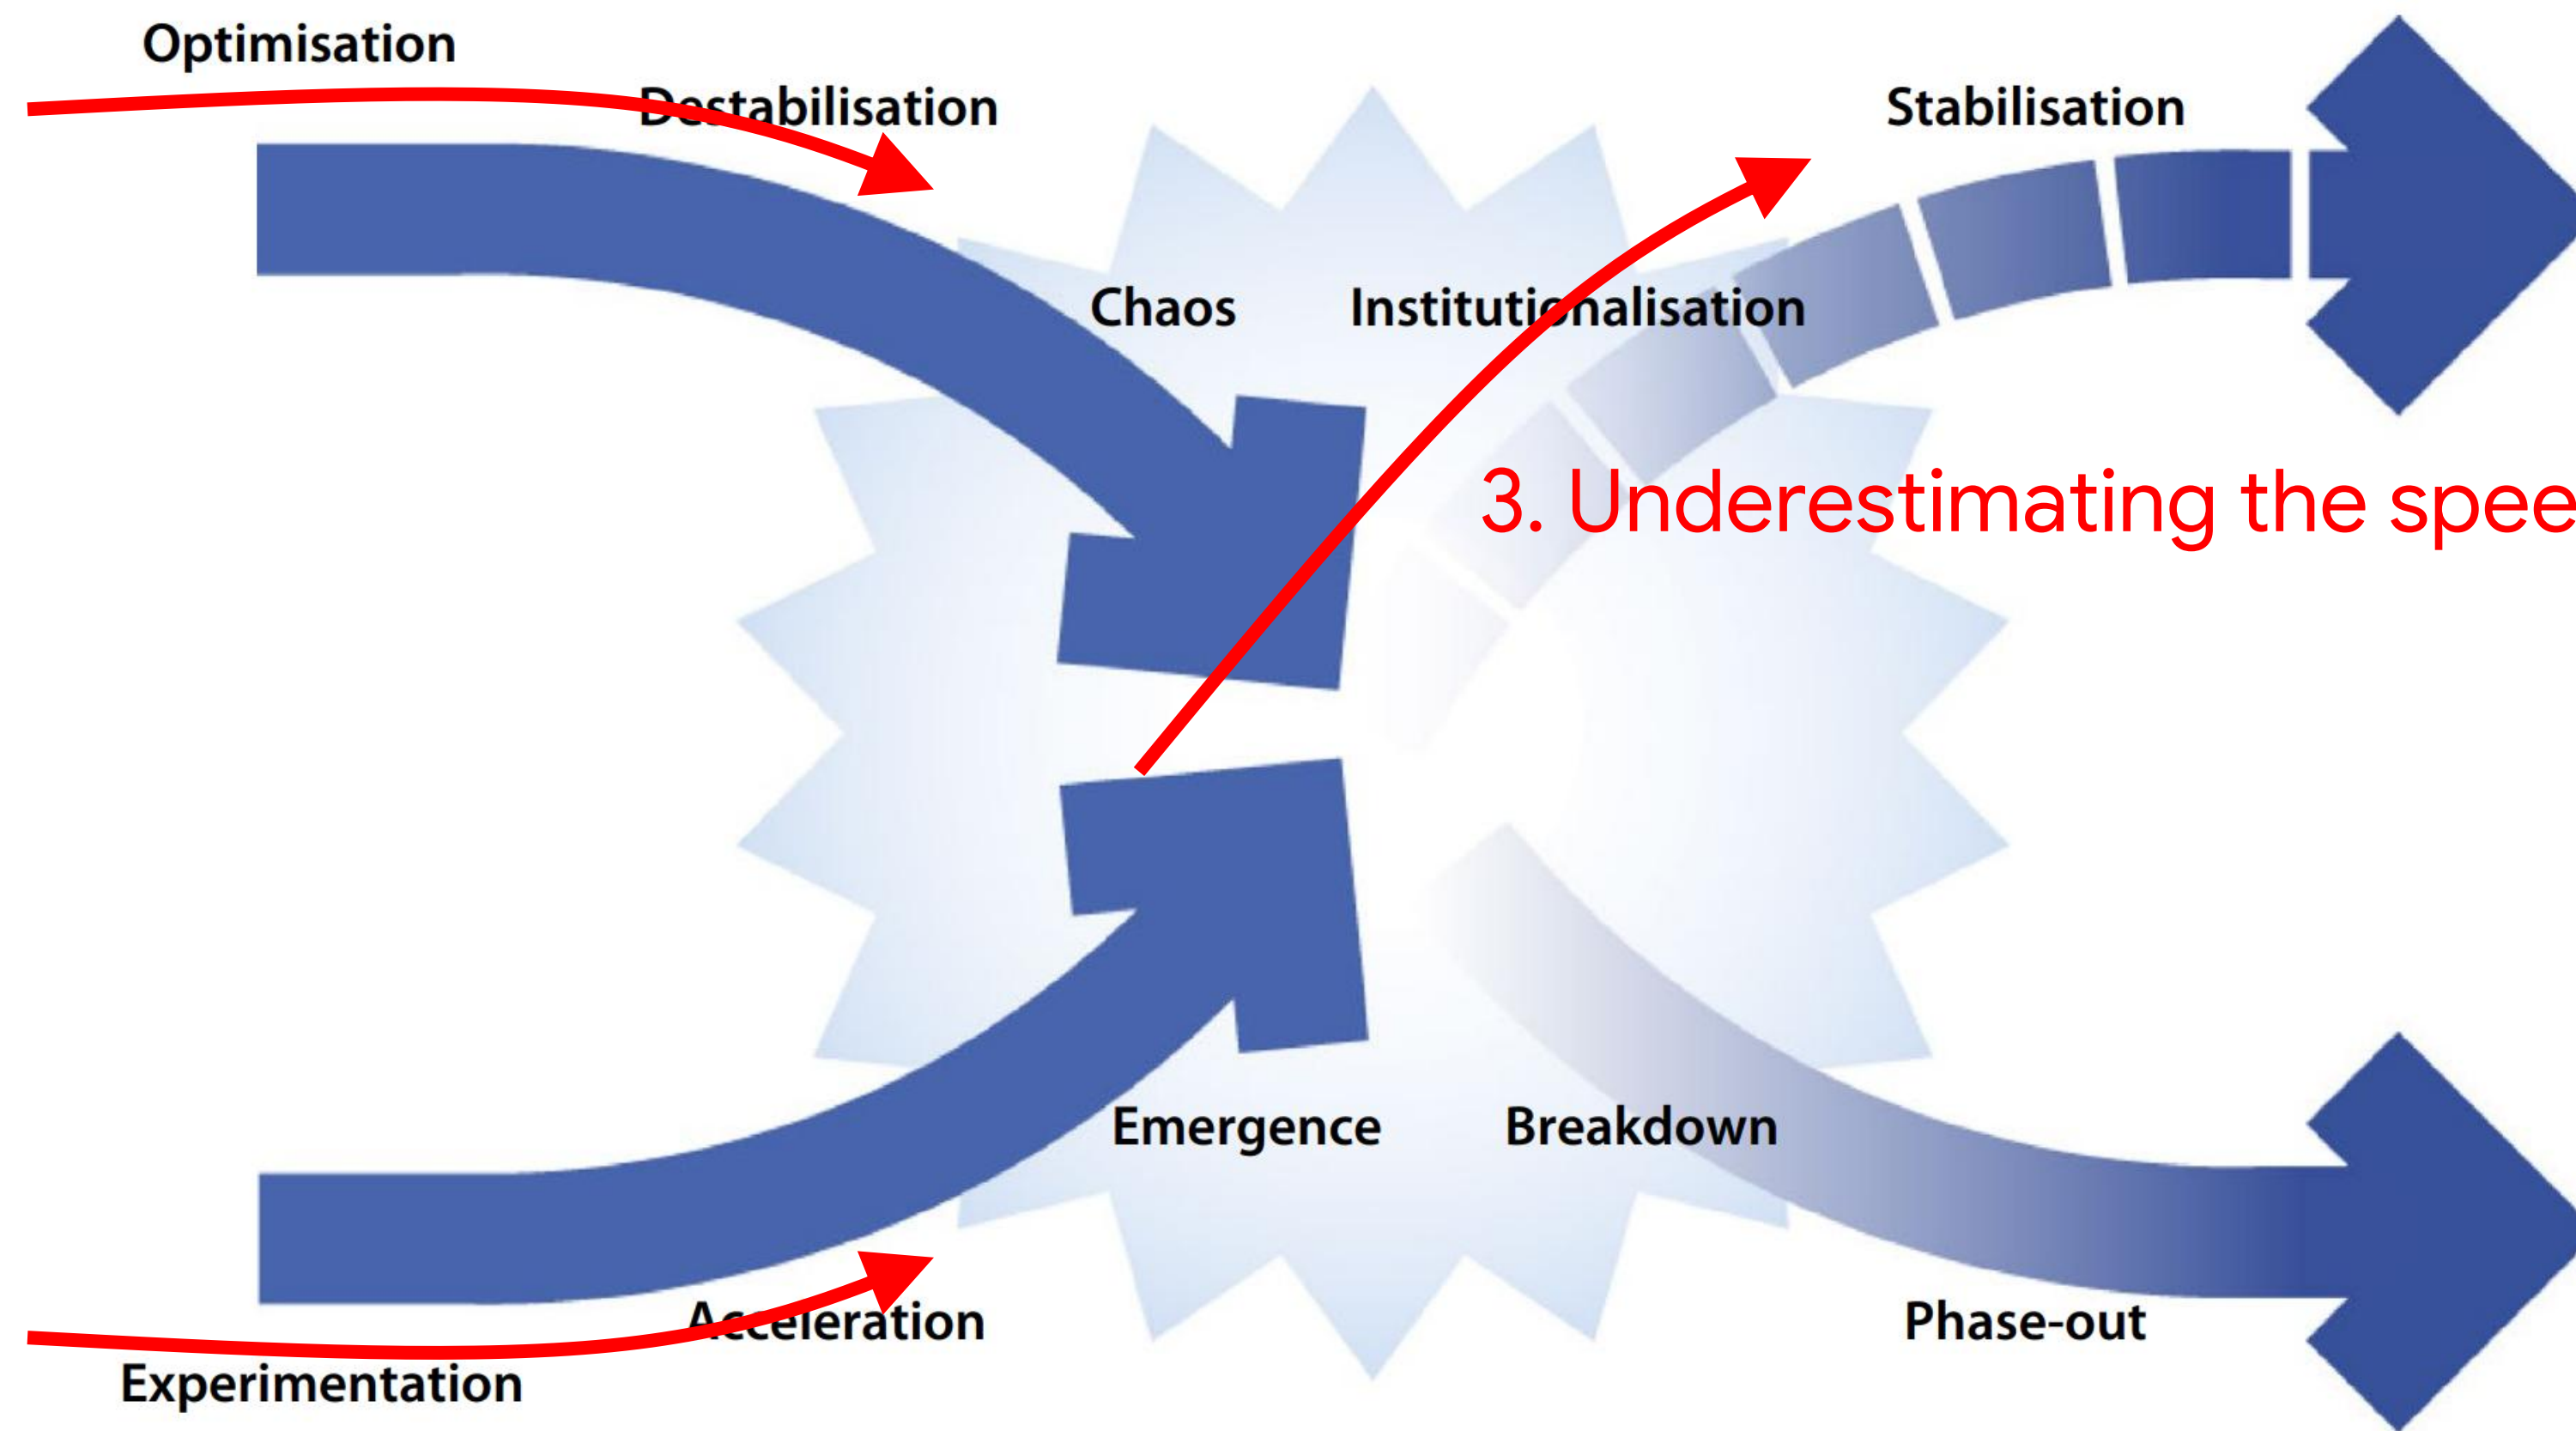 Optimisation
Destabilisation
Stabilisation
Chaos
Institutionalisation
3. Underestimating the spee
Emergence
Breakdown
Acceleration
Phase-out
Experimentation